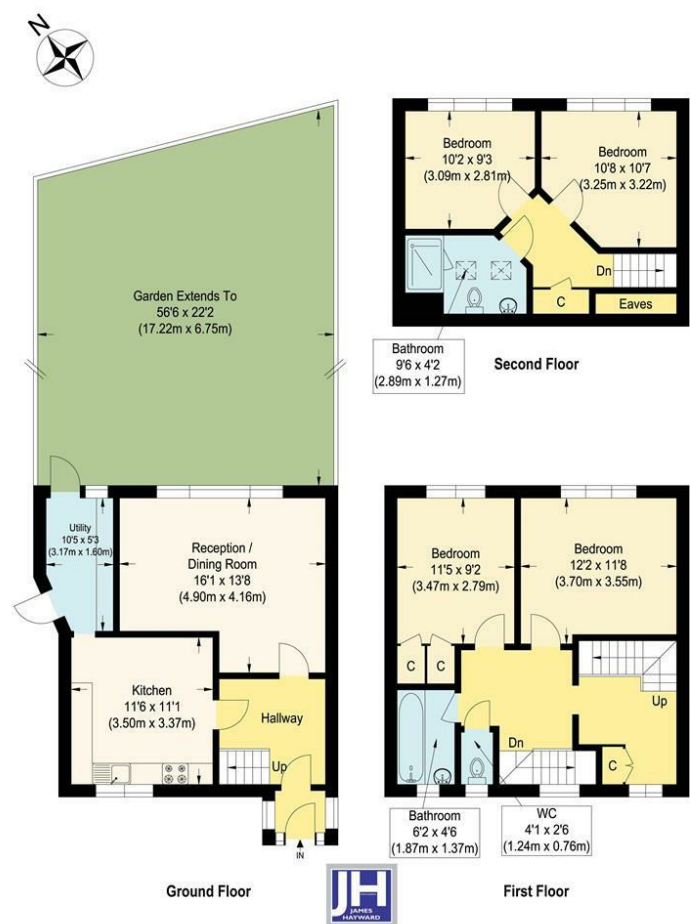 N
Garden Extends To
56'6 x 22'2
(17.22m x 6.75m)
Bedroom
10'2 x 9'3
(3.09m x 2.81m)
Bedroom
10'8 x 10'7
(3.25m x 3.22m)
Dn
C
Eaves
Bathroom
9'6 x 4'2
(2.89m x 1.27m)
Second Floor
Utility
10'5 x 5'3
(3.17m x 1.60m)
Reception /
Dining Room
16'1 x 13'8
(4.90m x 4.16m)
Kitchen
11'6 x 11'1
(3.50m x 3.37m)
Hallway
Up
IN
Ground Floor
Bedroom
11'5 x 9'2
(3.47m x 2.79m)
Bedroom
12'2 x 11'8
(3.70m x 3.55m)
C
C
Up
Dn
C
Bathroom
6'2 x 4'6
(1.87m x 1.37m)
WC
4'1 x 2'6
(1.24m x 0.76m)
First Floor
JH
JAMES
HAYWARD